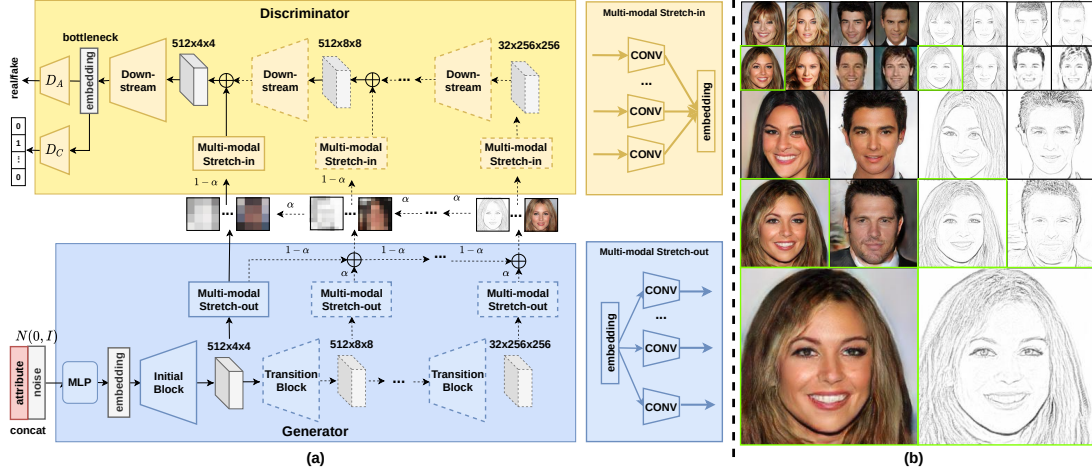 Discriminator
bottleneck
real/fake
D_A
embedding
Down-
stream
512x4x4
Down-
stream
512x8x8
...
Down-
stream
32x256x256
0
1
⋮
0
D_C
Multi-modal
Stretch-in
Multi-modal
Stretch-in
Multi-modal
Stretch-in
1−α
1−α
α
...
α
...
α
...
α
...
1−α
1−α
...
1−α
α
α
Multi-modal
Stretch-out
Multi-modal
Stretch-out
Multi-modal
Stretch-out
N(0, I)
512x4x4
512x8x8
32x256x256
attribute
noise
concat
MLP
embedding
Initial
Block
Transition
Block
...
Transition
Block
Generator
Multi-modal Stretch-in
CONV
...
CONV
CONV
embedding
Multi-modal Stretch-out
embedding
CONV
...
CONV
CONV
(a)
(b)